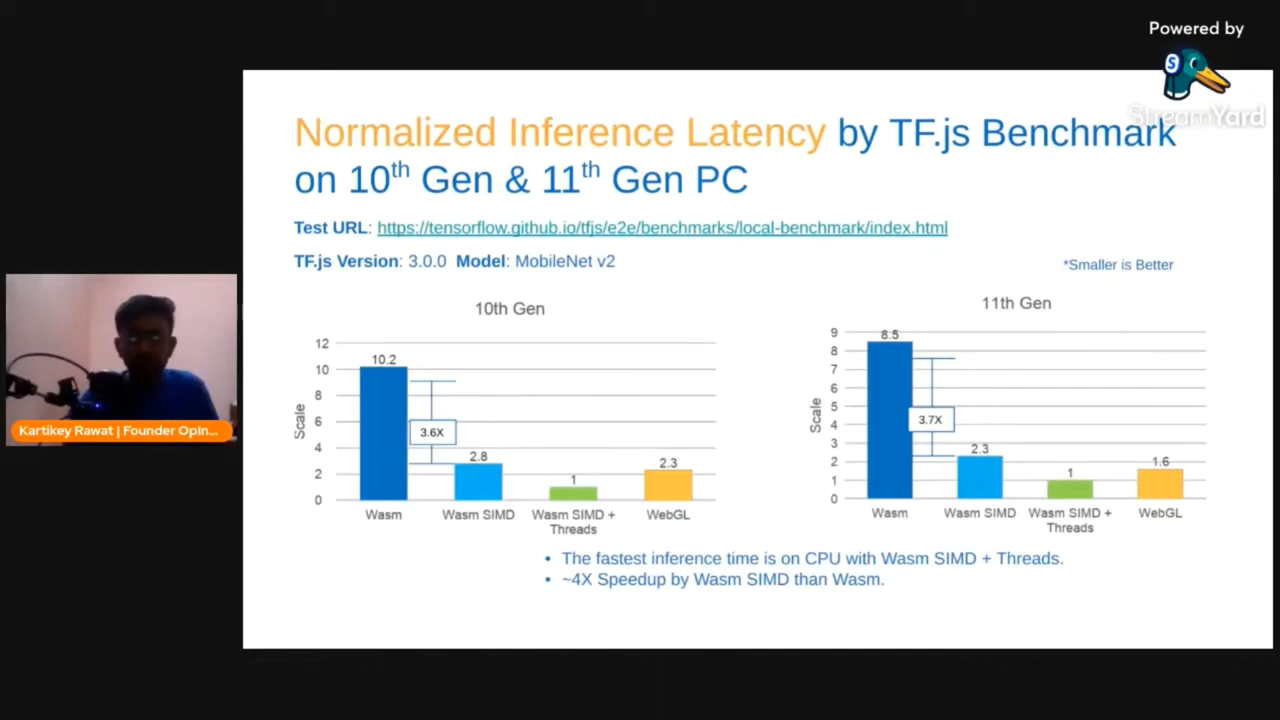 Powered by
StreamYard
Normalized Inference Latency by TF.js Benchmark
on 10th Gen & 11th Gen PC
Test URL: https://tensorflow.github.io/tfjs/e2e/benchmarks/local-benchmark/index.html
TF.js Version: 3.0.0 Model: MobileNet v2
*Smaller is Better
10th Gen
Scale
12
10
8
6
4
2
0
10.2
3.6X
2.8
1
2.3
Wasm
Wasm SIMD
Wasm SIMD +
Threads
WebGL
11th Gen
Scale
9
8
7
6
5
4
3
2
1
0
8.5
3.7X
2.3
1
1.6
Wasm
Wasm SIMD
Wasm SIMD +
Threads
WebGL
• The fastest inference time is on CPU with Wasm SIMD + Threads.
• ~4X Speedup by Wasm SIMD than Wasm.
Kartikey Rawat | Founder OpIn...
S